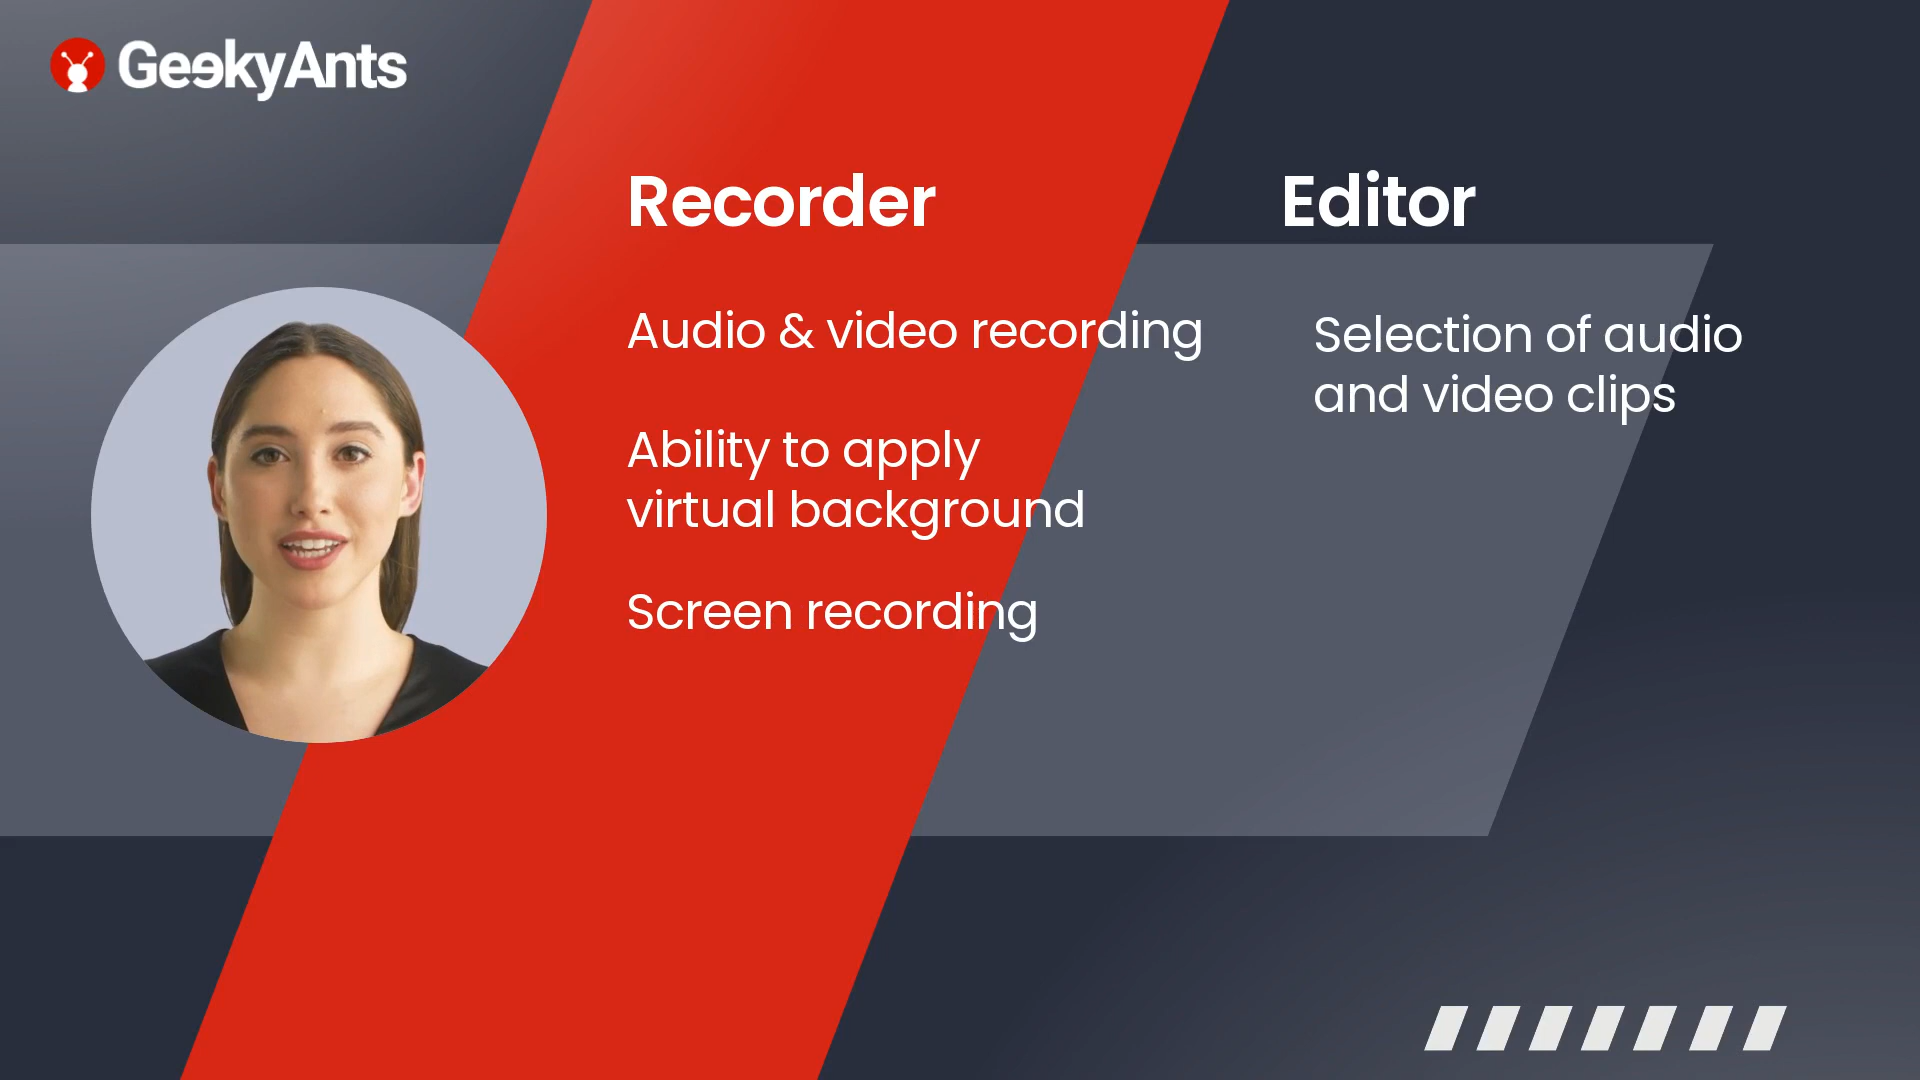 GeekyAnts
Recorder
Audio & video recording
Ability to apply
virtual background
Screen recording
Editor
Selection of audio
and video clips